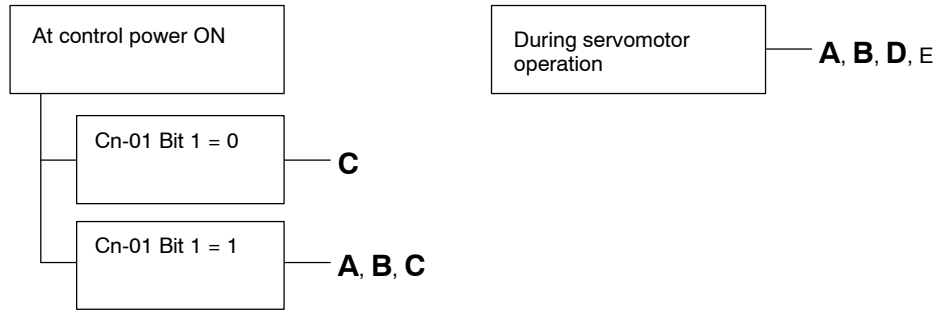 At control power ON
Cn-01 Bit 1 = 0
C
Cn-01 Bit 1 = 1
A, B, C
During servomotor
operation
A, B, D, E